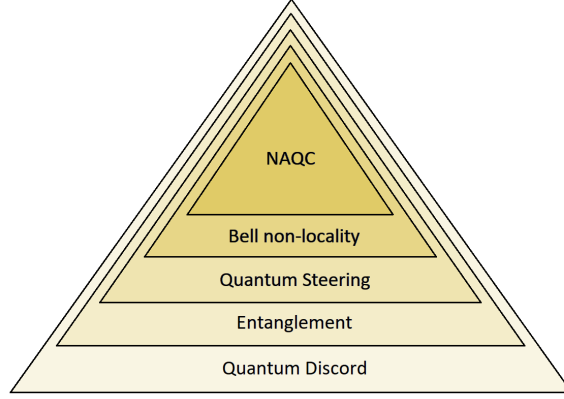 NAQC
Bell non-locality
Quantum Steering
Entanglement
Quantum Discord